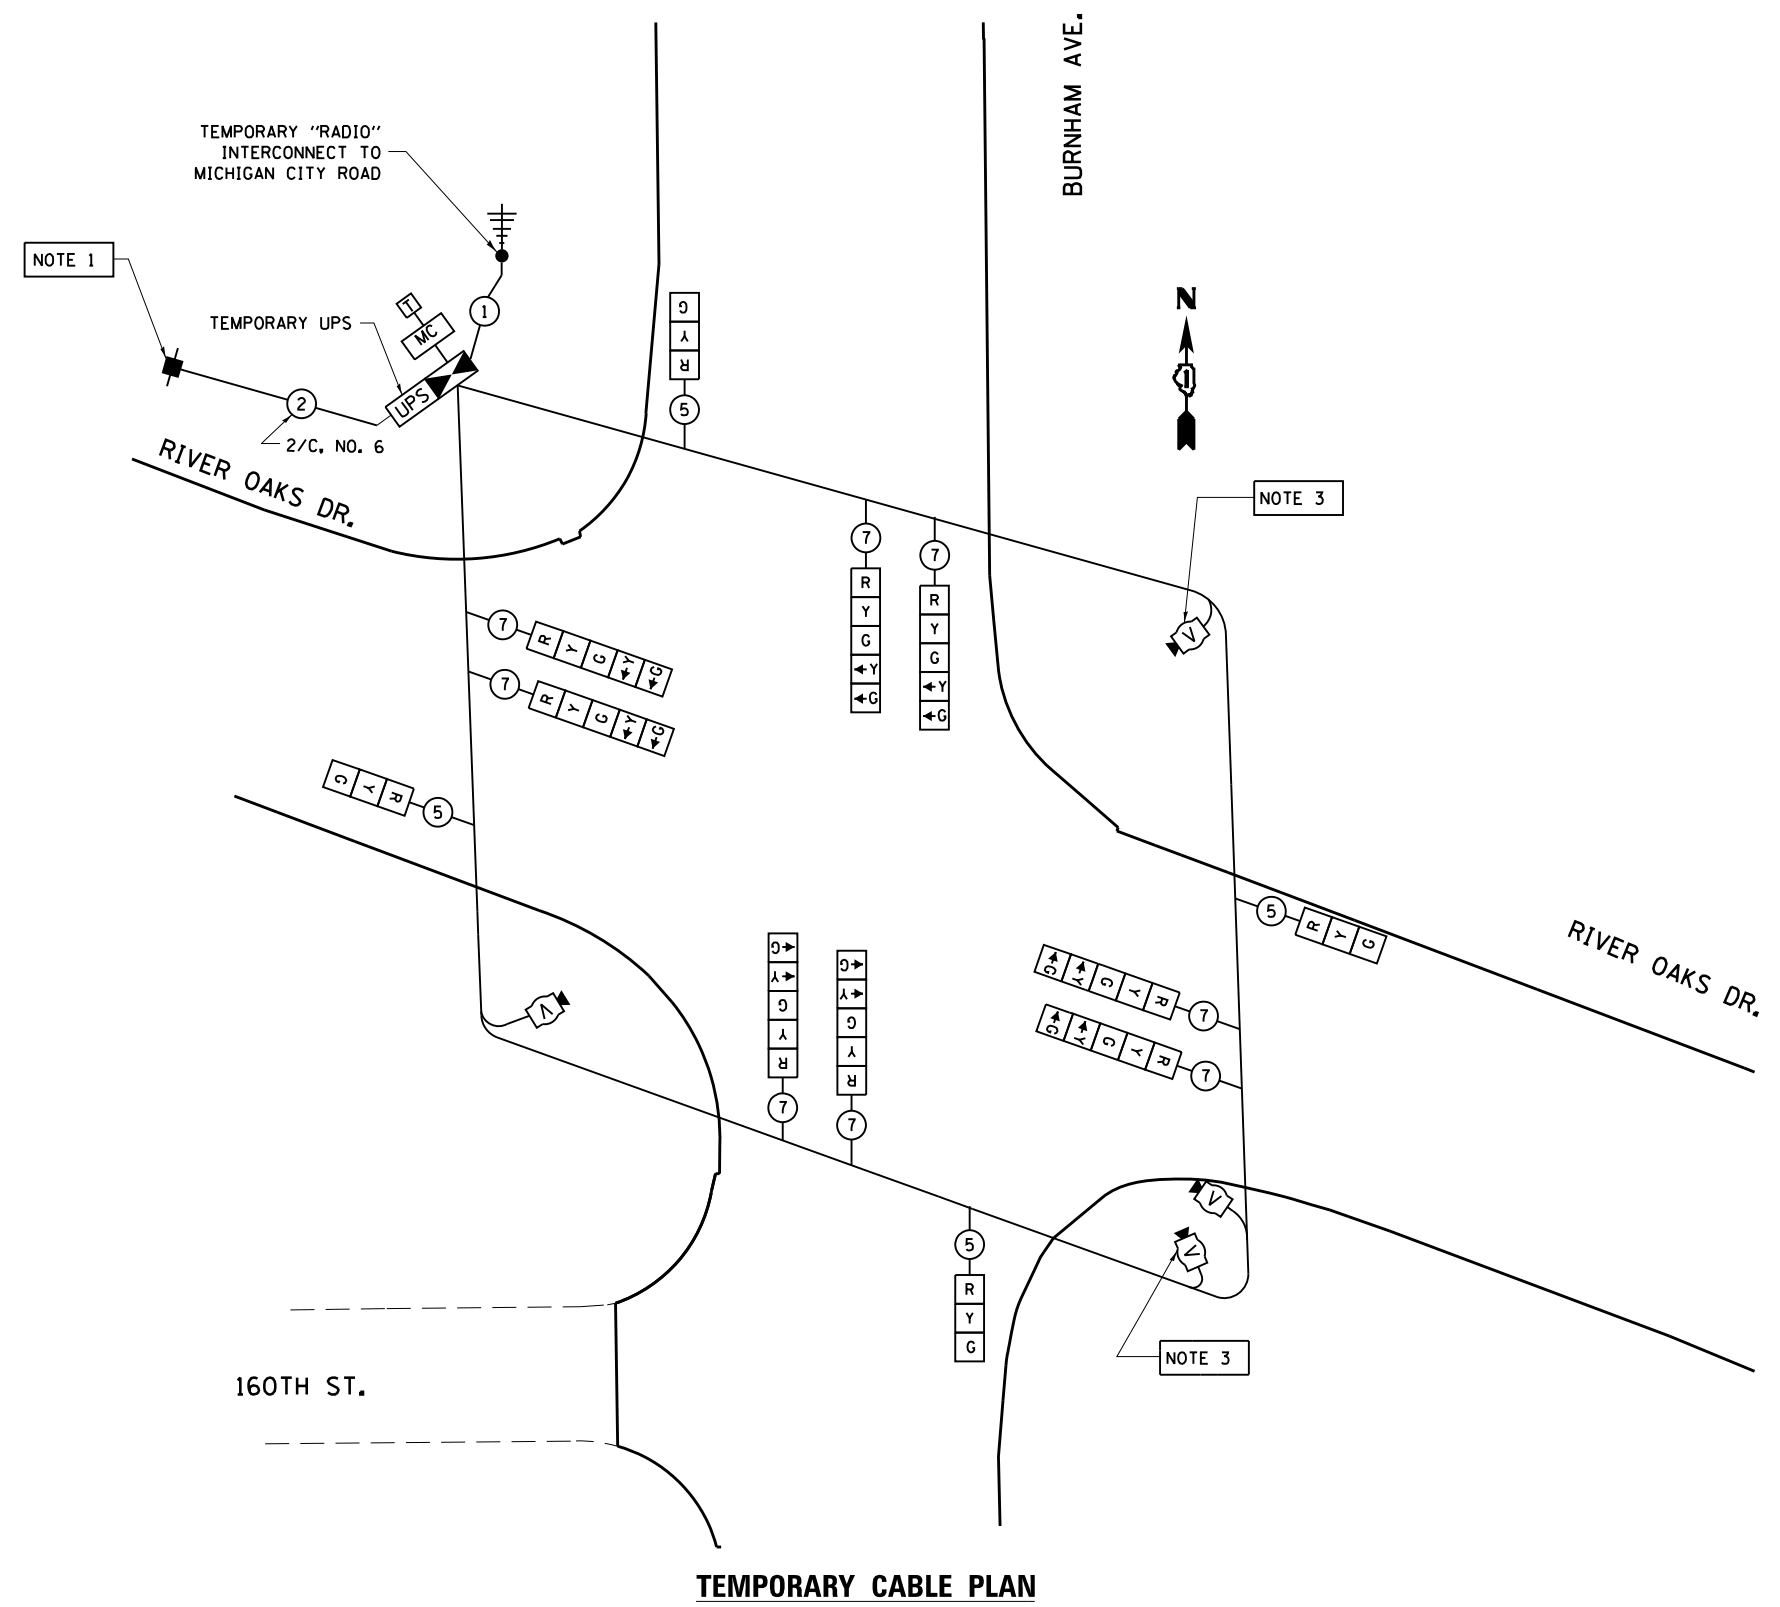 BURNHAM AVE.
TEMPORARY "RADIO"
INTERCONNECT TO
MICHIGAN CITY ROAD
NOTE 1
TEMPORARY UPS
T
MC
1
UPS
2
2/C, NO. 6
RIVER OAKS DR.
G
Y
R
5
N
NOTE 3
7
R
Y
G
←Y
←G
7
R
Y
G
←Y
←G
V
7 R Y G ←Y ←G
7 R Y G ←Y ←G
G Y R 5
5 R Y G
RIVER OAKS DR.
←G
←Y
G
Y
R
7
←G
←Y
G
Y
R
7
←G ←Y G Y R 7
←G ←Y G Y R 7
V
V
V
5
R
Y
G
NOTE 3
160TH ST.
TEMPORARY CABLE PLAN